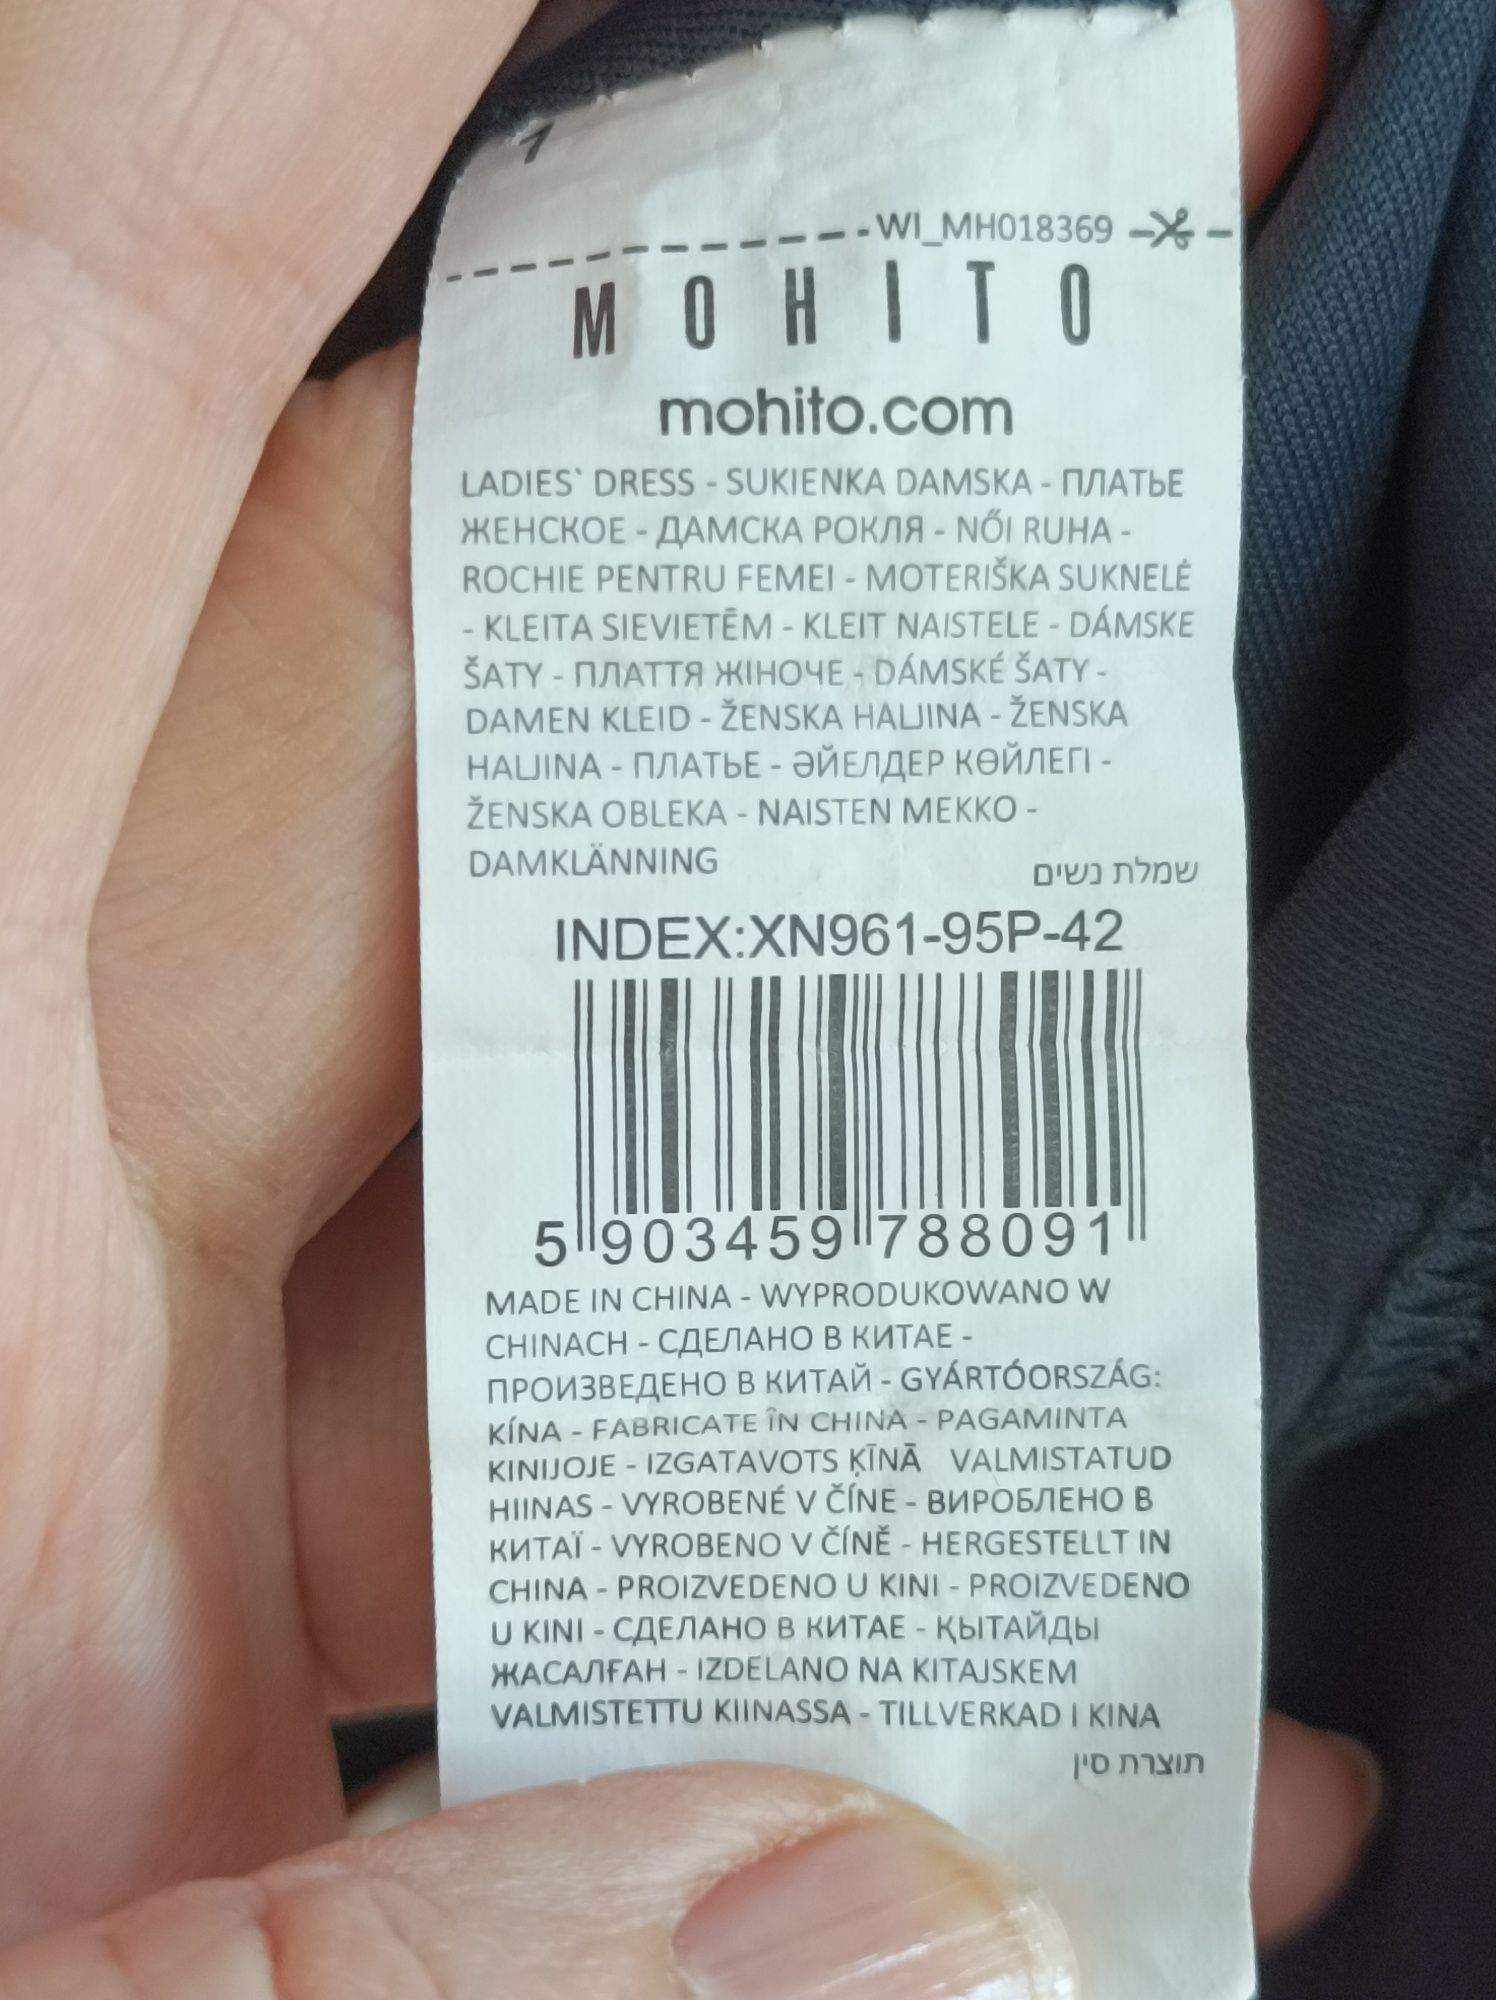 1
WI_MH018369
MOHITO
mohito.com
LADIES` DRESS - SUKIENKA DAMSKA - ПЛАТЬЕ
ЖЕНСКОЕ - ДАМСКА РОКЛЯ - NŐI RUHA -
ROCHIE PENTRU FEMEI - MOTERIŠKA SUKNELĖ
- KLEITA SIEVIETĒM - KLEIT NAISTELE - DÁMSKE
ŠATY - ПЛАТТЯ ЖІНОЧЕ - DÁMSKÉ ŠATY -
DAMEN KLEID - ŽENSKA HALJINA - ŽENSKA
HALJINA - ПЛАТЬЕ - ӘЙЕЛДЕР КӨЙЛЕГІ -
ŽENSKA OBLEKA - NAISTEN MEKKO -
DAMKLÄNNING
שמלת נשים
INDEX:XN961-95P-42
5 903459 788091
MADE IN CHINA - WYPRODUKOWANO W
CHINACH - СДЕЛАНО В КИТАЕ -
ПРОИЗВЕДЕНО В КИТАЙ - GYÁRTÓORSZÁG:
KÍNA - FABRICATE ÎN CHINA - PAGAMINTA
KINIJOJE - IZGATAVOTS ĶĪNĀ VALMISTATUD
HIINAS - VYROBENÉ V ČÍNE - ВИРОБЛЕНО В
КИТАЇ - VYROBENO V ČÍNĚ - HERGESTELLT IN
CHINA - PROIZVEDENO U KINI - PROIZVEDENO
U KINI - СДЕЛАНО В КИТАЕ - ҚЫТАЙДЫ
ЖАСАЛҒАН - IZDELANO NA KITAJSKEM
VALMISTETTU KIINASSA - TILLVERKAD I KINA
תוצרת סין